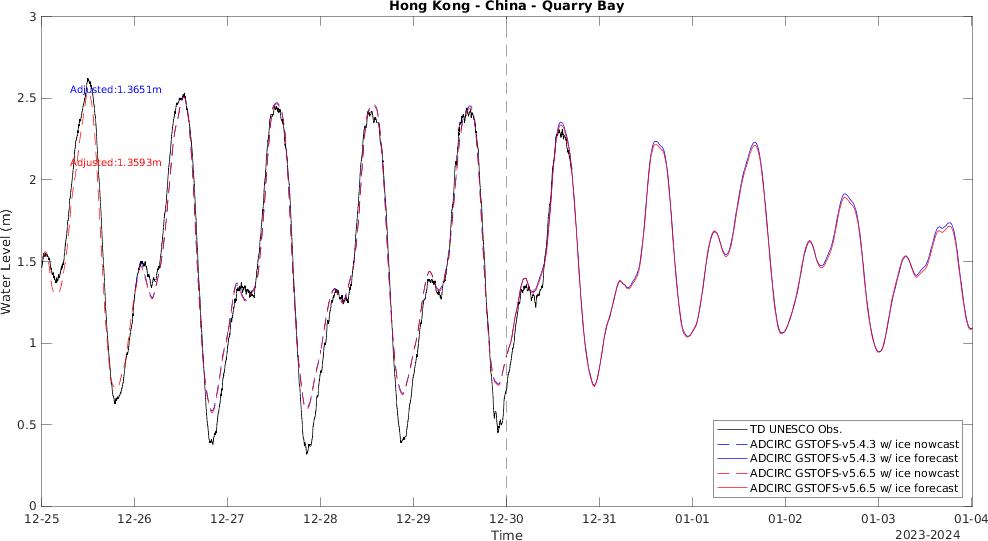 Hong Kong - China - Quarry Bay
3
2.5
2
1.5
1
0.5
0
Water Level (m)
Adjusted:1.3651m
Adjusted:1.3593m
TD UNESCO Obs.
ADCIRC GSTOFS-v5.4.3 w/ ice nowcast
ADCIRC GSTOFS-v5.4.3 w/ ice forecast
ADCIRC GSTOFS-v5.6.5 w/ ice nowcast
ADCIRC GSTOFS-v5.6.5 w/ ice forecast
12-25 12-26 12-27 12-28 12-29 12-30 12-31 01-01 01-02 01-03 01-04
Time
2023-2024